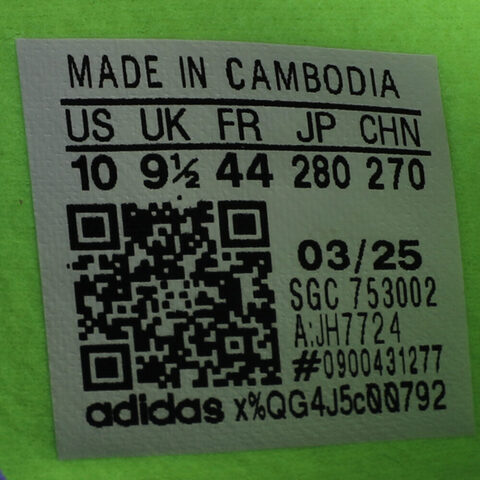 MADE IN CAMBODIA
US UK FR JP CHN
10 9½ 44 280 270
03/25
SGC 753002
A:JH7724
#0900431277
adidas x%QG4J5c00792